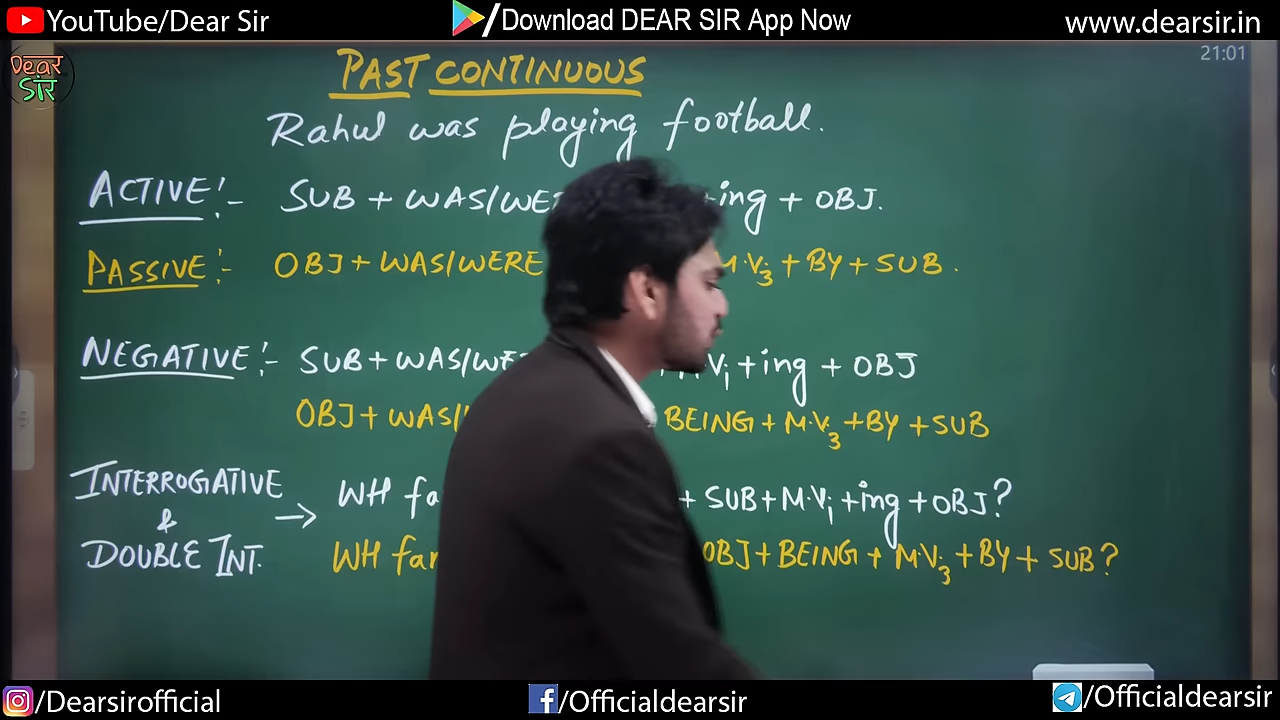 YouTube/Dear Sir
/Download DEAR SIR App Now
www.dearsir.in
Dear
Sir
21:01
PAST CONTINUOUS
Rahul was playing football.
ACTIVE:- SUB + WAS/WE +ing + OBJ.
PASSIVE:- OBJ + WAS/WERE M.V3 + BY + SUB.
NEGATIVE:- SUB + WAS/WE V1 +ing + OBJ
OBJ + WAS/ BEING + M.V3 + BY + SUB
INTERROGATIVE & DOUBLE INT. →
WH fa + SUB + M.V1 +ing + OBJ?
WH fam OBJ + BEING + M.V3 + BY + SUB?
/Dearsirofficial
/Officialdearsir
/Officialdearsir